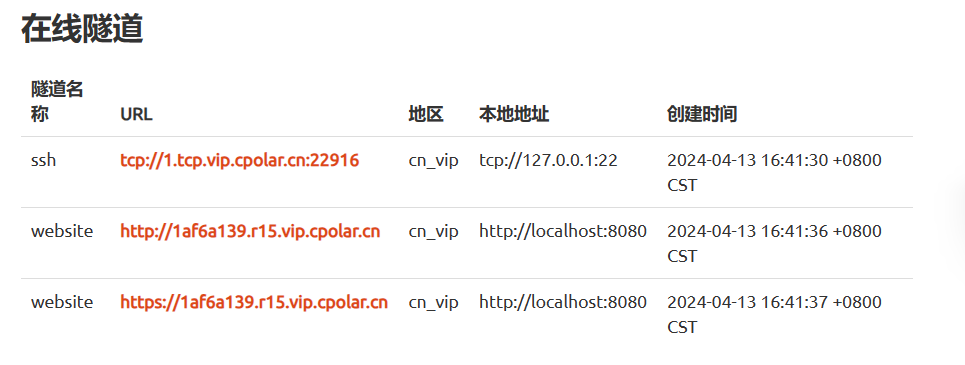 在线隧道
隧道名
称 URL 地区 本地地址 创建时间
ssh tcp://1.tcp.vip.cpolar.cn:22916 cn_vip tcp://127.0.0.1:22 2024-04-13 16:41:30 +0800
CST
website http://1af6a139.r15.vip.cpolar.cn cn_vip http://localhost:8080 2024-04-13 16:41:36 +0800
CST
website https://1af6a139.r15.vip.cpolar.cn cn_vip http://localhost:8080 2024-04-13 16:41:37 +0800
CST